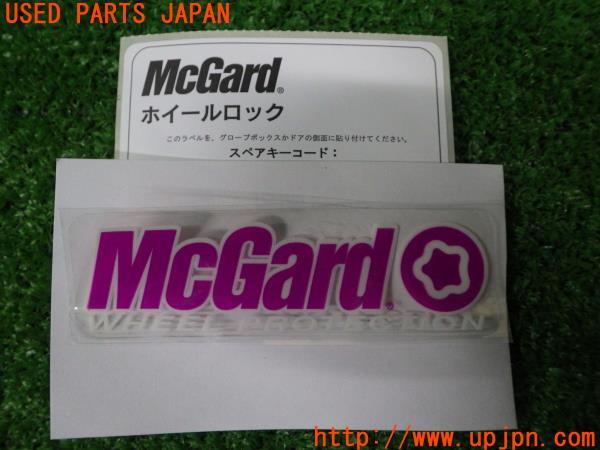 USED PARTS JAPAN
McGard®
ホイールロック
このラベルを、グローブボックスかドアの側面に貼り付けてください。
スペアキーコード：
McGard®
WHEEL PROTECTION
http://www.upjpn.com/